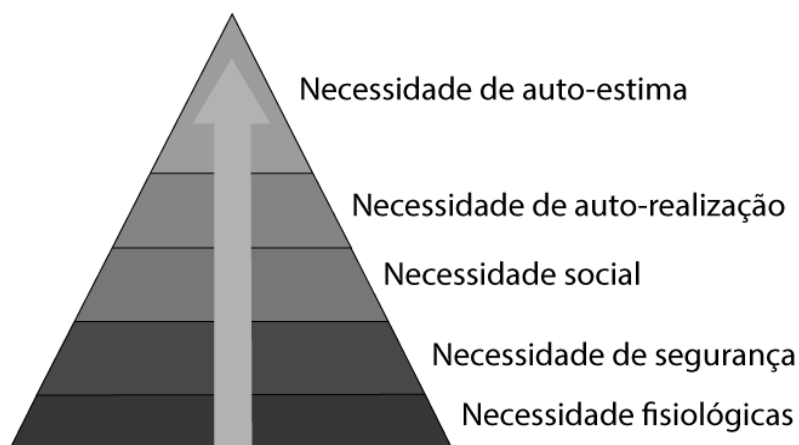 Necessidade de auto-estima
Necessidade de auto-realização
Necessidade social
Necessidade de segurança
Necessidade fisiológicas